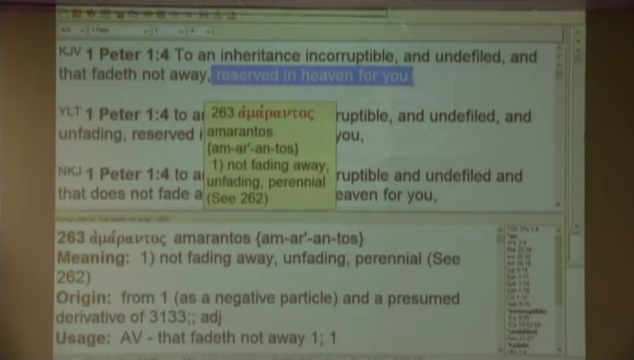 KJV 1 Peter 1:4 To an inheritance incorruptible, and undefiled, and
that fadeth not away, reserved in heaven for you
YLT 1 Peter 1:4 to a ruptible, and undefiled, and
unfading, reserved i you,
NKJ 1 Peter 1:4 to a ruptible and undefiled and
that does not fade a eaven for you,
263 ἀμάραντος
amarantos
{am-ar'-an-tos}
1) not fading away,
unfading, perennial
(See 262)
263 ἀμάραντος amarantos {am-ar'-an-tos}
Meaning: 1) not fading away, unfading, perennial (See
262)
Origin: from 1 (as a negative particle) and a presumed
derivative of 3133;; adj
Usage: AV - that fadeth not away 1; 1